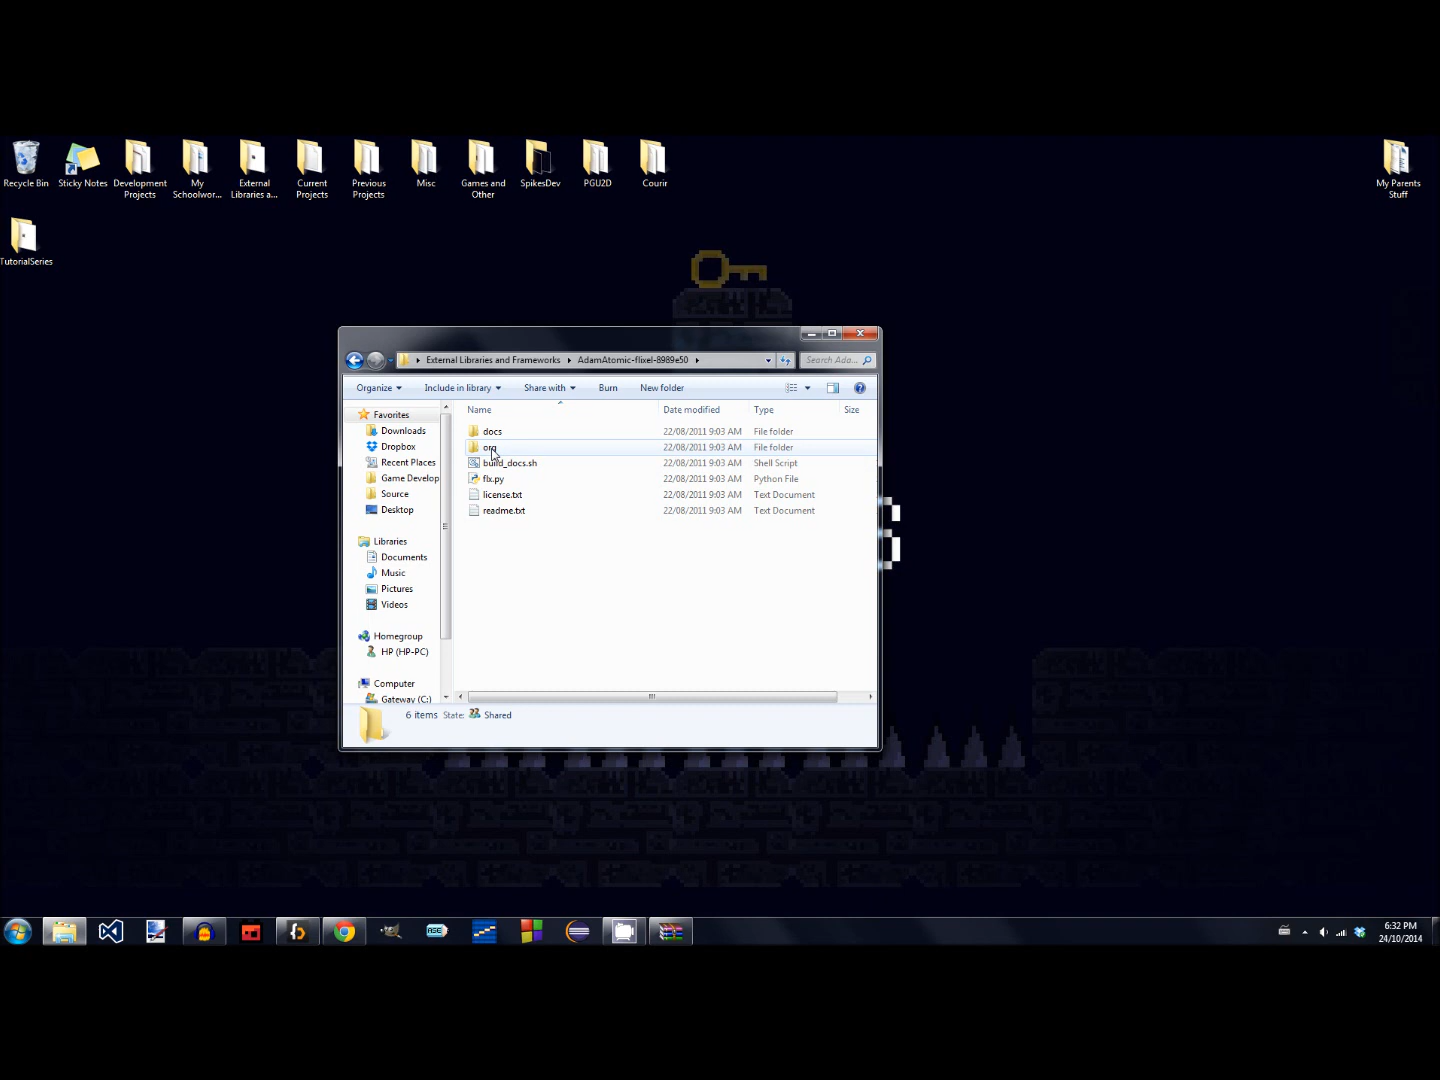 Recycle Bin
Sticky Notes
Development Projects
My Schoolwor...
External Libraries a...
Current Projects
Previous Projects
Misc
Games and Other
SpikesDev
PGU2D
Courir
My Parents Stuff
TutorialSeries
External Libraries and Frameworks
AdamAtomic-flixel-8989e50
Search Ada...
Organize
Include in library
Share with
Burn
New folder
Name
Date modified
Type
Size
Favorites
Downloads
Dropbox
Recent Places
Game Develop
Source
Desktop
Libraries
Documents
Music
Pictures
Videos
Homegroup
HP (HP-PC)
Computer
Gateway (C:)
docs 22/08/2011 9:03 AM File folder
org 22/08/2011 9:03 AM File folder
build_docs.sh 22/08/2011 9:03 AM Shell Script
flx.py 22/08/2011 9:03 AM Python File
license.txt 22/08/2011 9:03 AM Text Document
readme.txt 22/08/2011 9:03 AM Text Document
6 items State: Shared
ASE
6:32 PM
24/10/2014